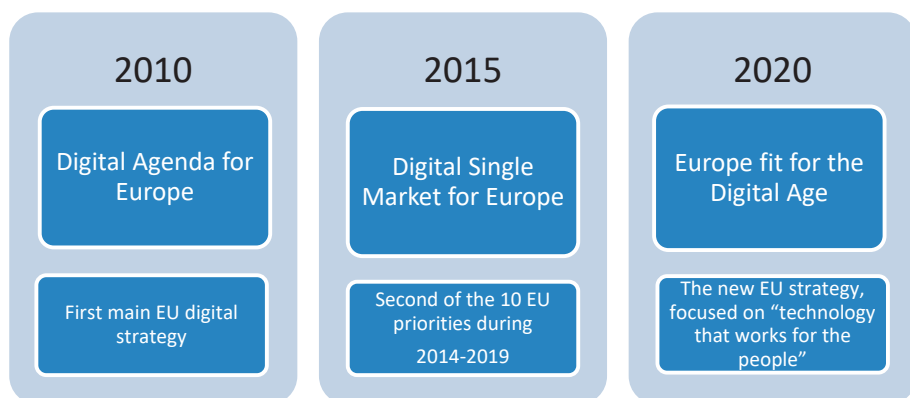 2010
Digital Agenda for
Europe
First main EU digital
strategy
2015
Digital Single
Market for Europe
Second of the 10 EU
priorities during
2014-2019
2020
Europe fit for the
Digital Age
The new EU strategy,
focused on “technology
that works for the
people”